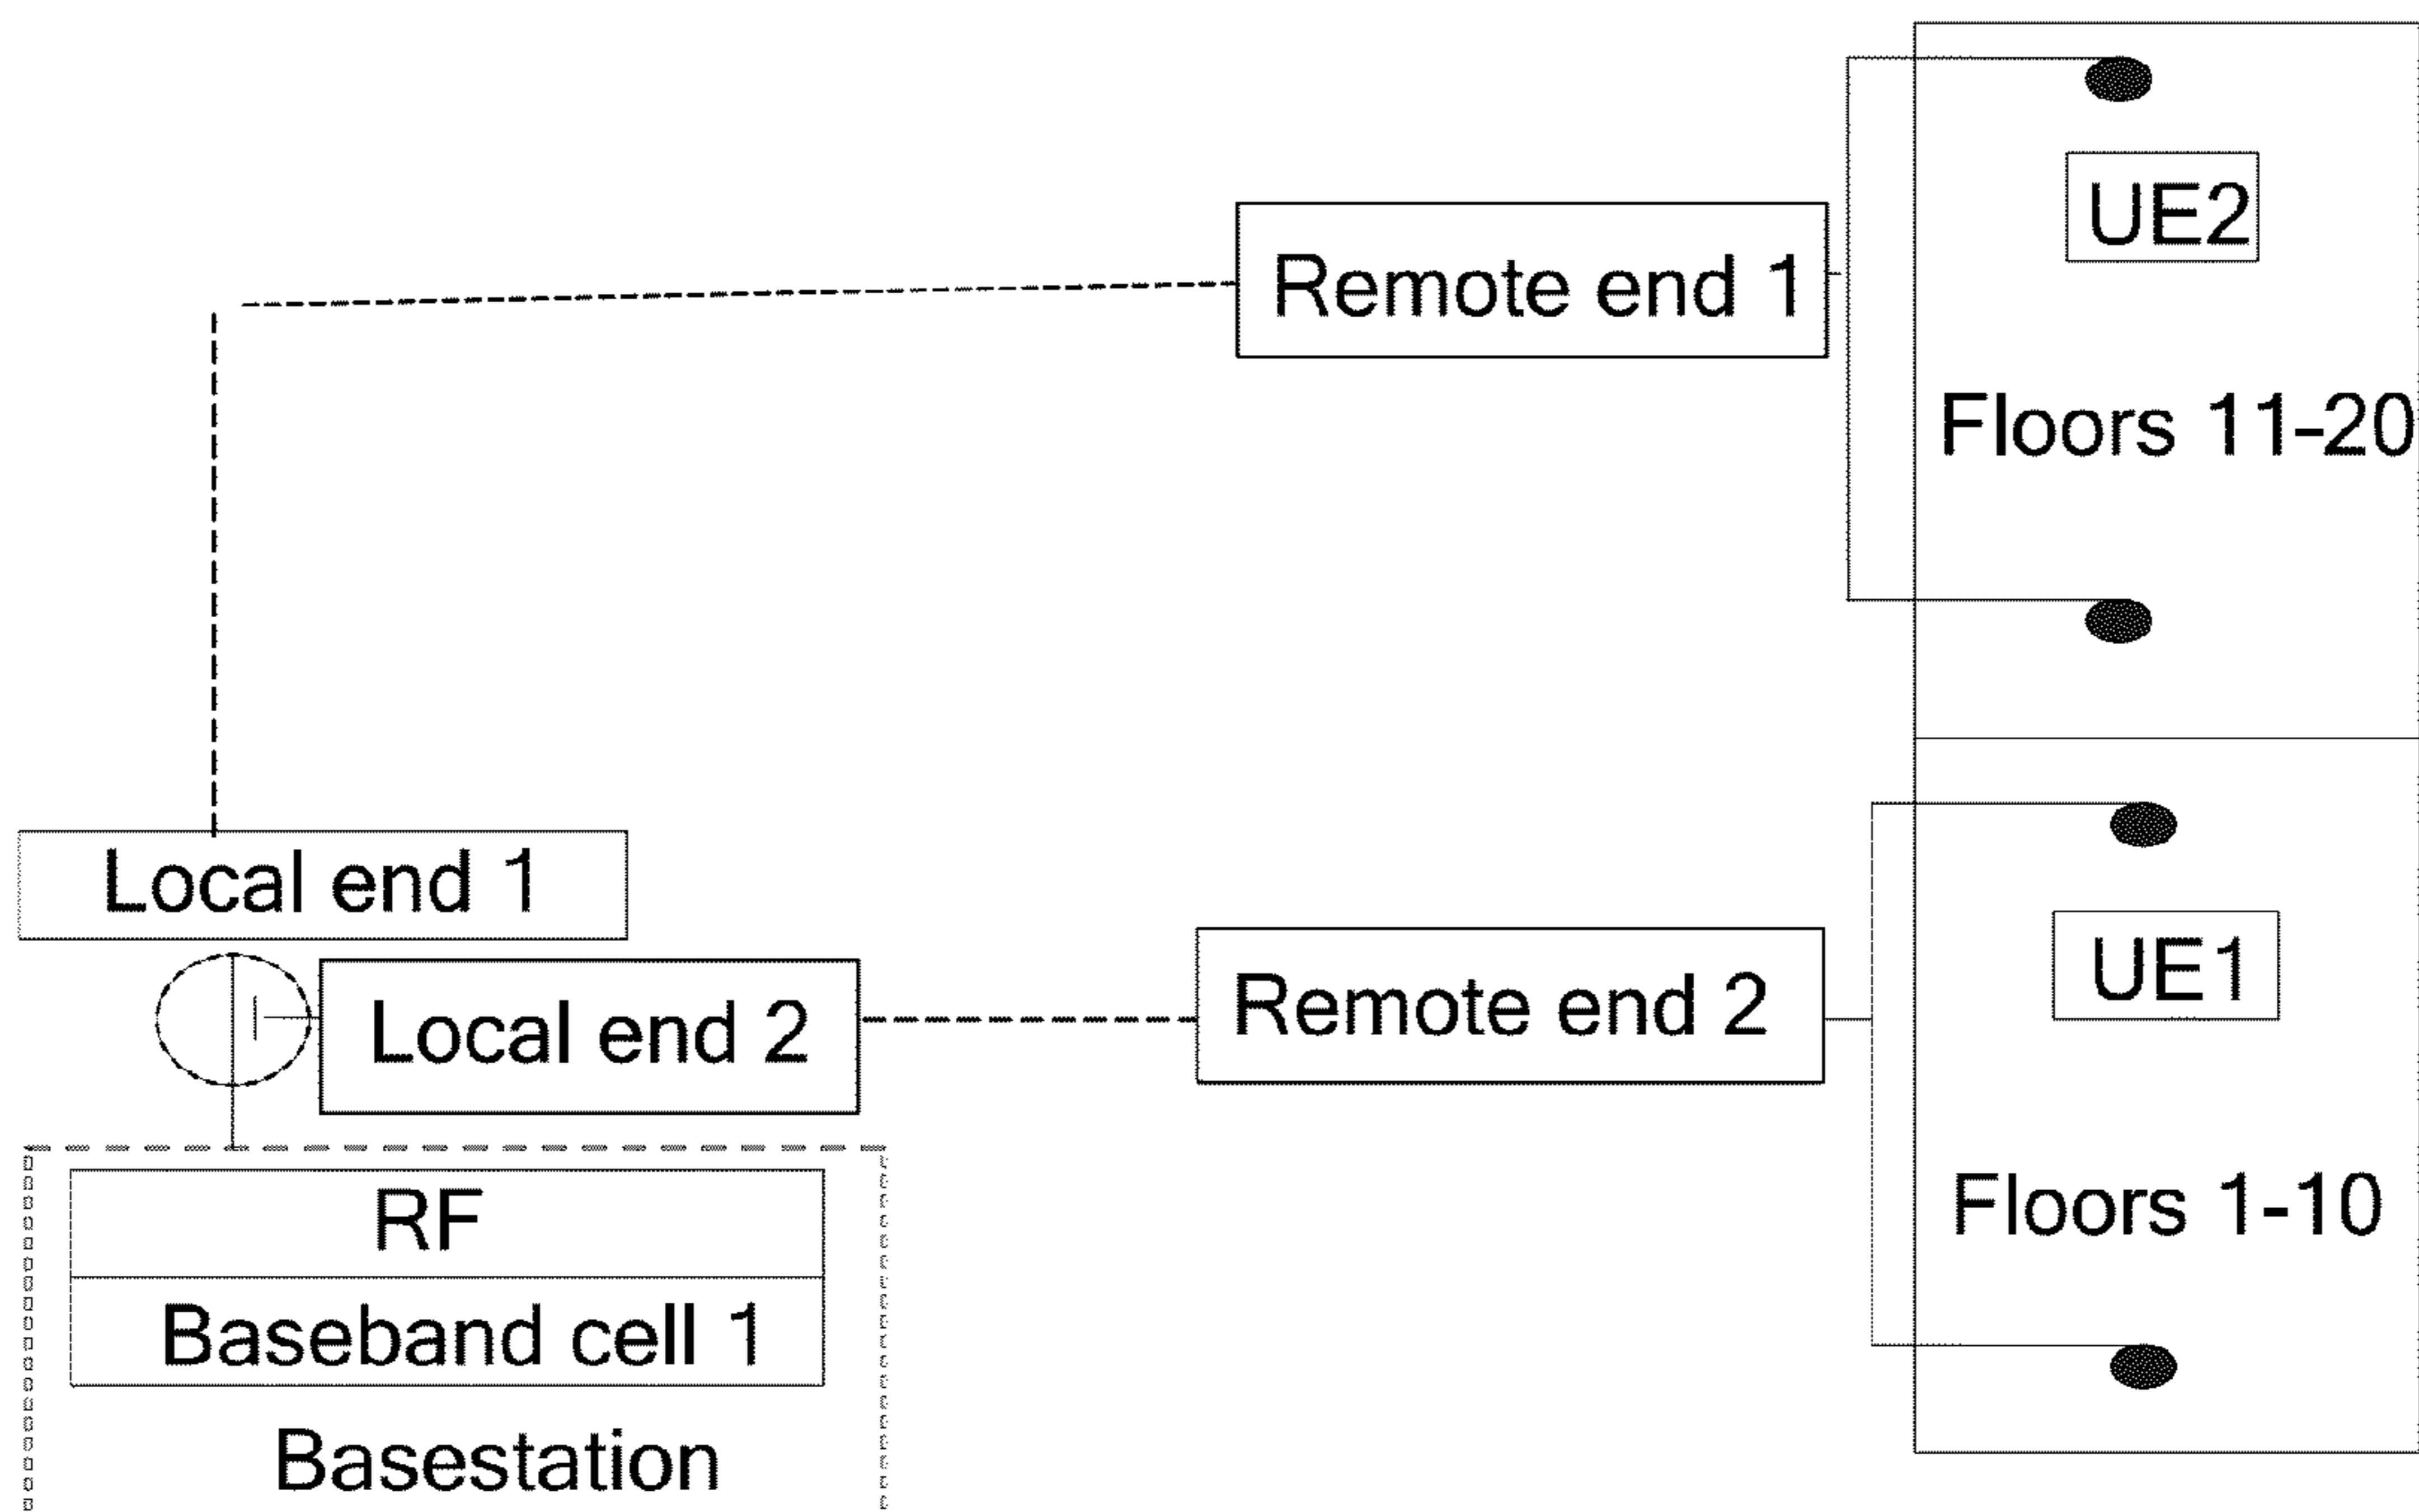 UE2
Remote end 1
Floors 11-20
Local end 1
UE1
Local end 2
Remote end 2
RF
Floors 1-10
Baseband cell 1
Basestation